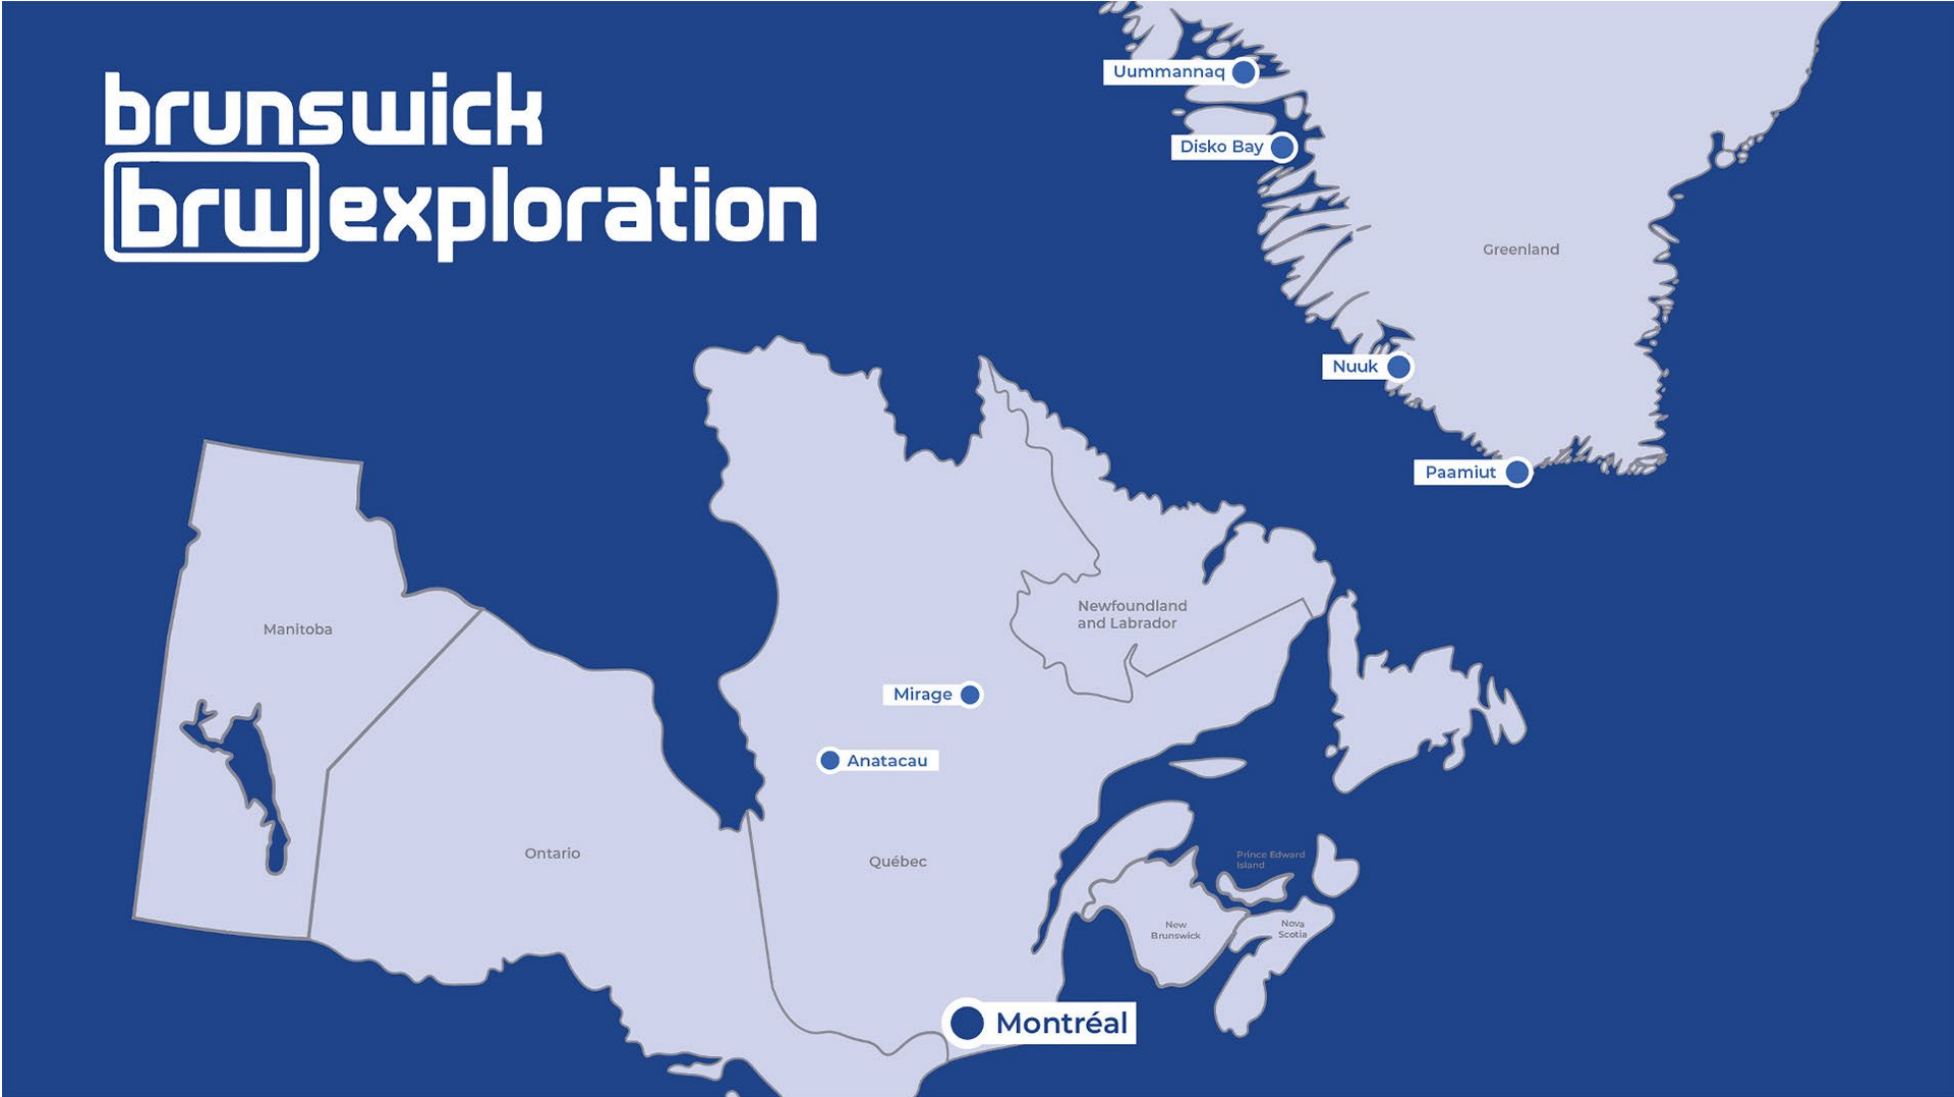 brunswick
brw exploration
Uummannaq
Disko Bay
Greenland
Nuuk
Paamiut
Manitoba
Newfoundland
and Labrador
Mirage
Anatacau
Ontario
Québec
Prince Edward
Island
New
Brunswick
Nova
Scotia
Montréal